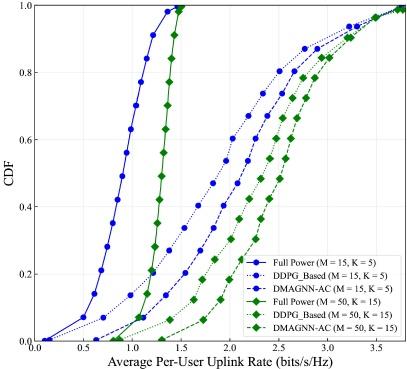 1.0
0.8
0.6
0.4
0.2
0.0
CDF
Full Power (M = 15, K = 5)
DDPG_Based (M = 15, K = 5)
DMAGNN-AC (M = 15, K = 5)
Full Power (M = 50, K = 15)
DDPG_Based (M = 50, K = 15)
DMAGNN-AC (M = 50, K = 15)
0.0 0.5 1.0 1.5 2.0 2.5 3.0 3.5
Average Per-User Uplink Rate (bits/s/Hz)